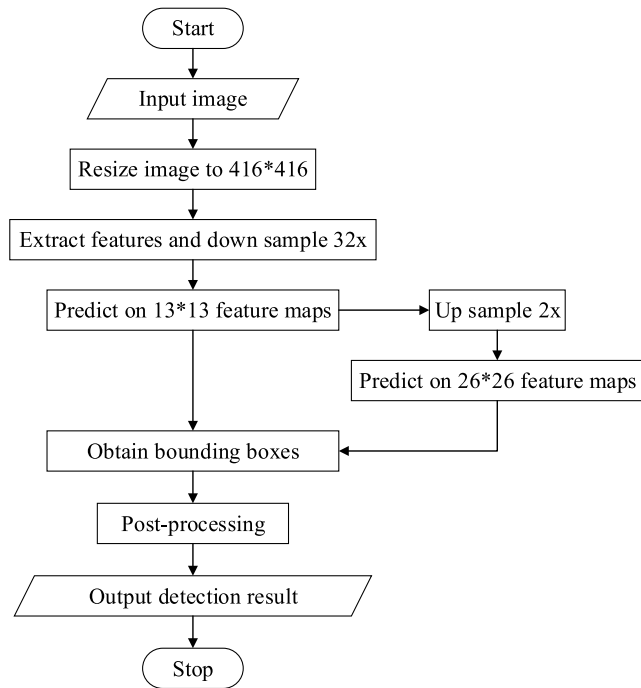 Start
Input image
Resize image to 416*416
Extract features and down sample 32x
Predict on 13*13 feature maps
Up sample 2x
Predict on 26*26 feature maps
Obtain bounding boxes
Post-processing
Output detection result
Stop